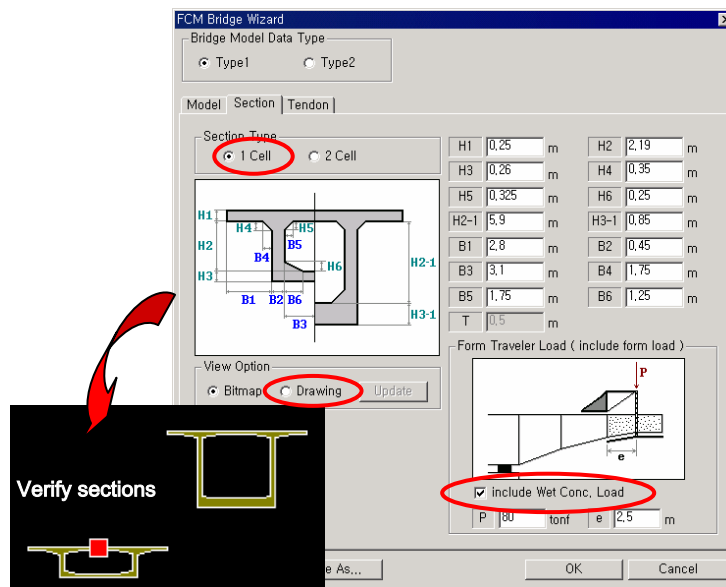 FCM Bridge Wizard
Bridge Model Data Type
Type1 Type2
Model Section Tendon
Section Type
1 Cell 2 Cell
H1 0,25 m H2 2,19 m
H3 0,26 m H4 0,35 m
H5 0,325 m H6 0,25 m
H2-1 5,9 m H3-1 0,85 m
B1 2,8 m B2 0,45 m
B3 3,1 m B4 1,75 m
B5 1,75 m B6 1,25 m
T 0,5 m
H1
H4 H5
H2 B5
B4 H6 H2-1
H3
B1 B2 B6
B3 H3-1
View Option
Bitmap Drawing Update
Form Traveler Load ( include form load )
P
e
include Wet Conc, Load
P 80 tonf e 2,5 m
Verify sections
e As,,, OK Cancel